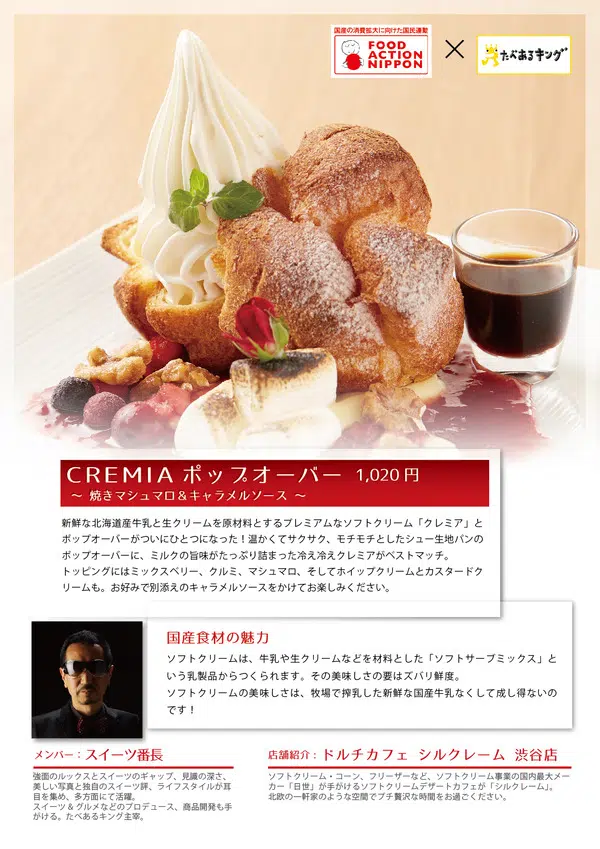 国産の消費拡大に向けた国民運動
FOOD
ACTION
NIPPON
×
たべあるキング
CREMIA ポップオーバー 1,020 円
～ 焼きマシュマロ＆キャラメルソース ～
新鮮な北海道産牛乳と生クリームを原材料とするプレミアムなソフトクリーム「クレミア」と
ポップオーバーがついにひとつになった！温かくてサクサク、モチモチとしたシュー生地パンの
ポップオーバーに、ミルクの旨味がたっぷり詰まった冷え冷えクレミアがベストマッチ。
トッピングにはミックスベリー、クルミ、マシュマロ、そしてホイップクリームとカスタードク
リームも。お好みで別添えのキャラメルソースをかけてお楽しみください。
国産食材の魅力
ソフトクリームは、牛乳や生クリームなどを材料とした「ソフトサーブミックス」と
いう乳製品からつくられます。その美味しさの要はズバリ鮮度。
ソフトクリームの美味しさは、牧場で搾乳した新鮮な国産牛乳なくして成し得ないの
です！
メンバー：スイーツ番長
強面のルックスとスイーツのギャップ、見識の深さ、
美しい写真と独自のスイーツ評、ライフスタイルが耳
目を集め、多方面にて活躍。
スイーツ & グルメなどのプロデュース、商品開発も手
がける。たべあるキング主宰。
店舗紹介：ドルチカフェ シルクレーム 渋谷店
ソフトクリーム・コーン、フリーザーなど、ソフトクリーム事業の国内最大メー
カー「日世」が手がけるソフトクリームデザートカフェが「シルクレーム」。
北欧の一軒家のような空間でプチ贅沢な時間をお過ごください。